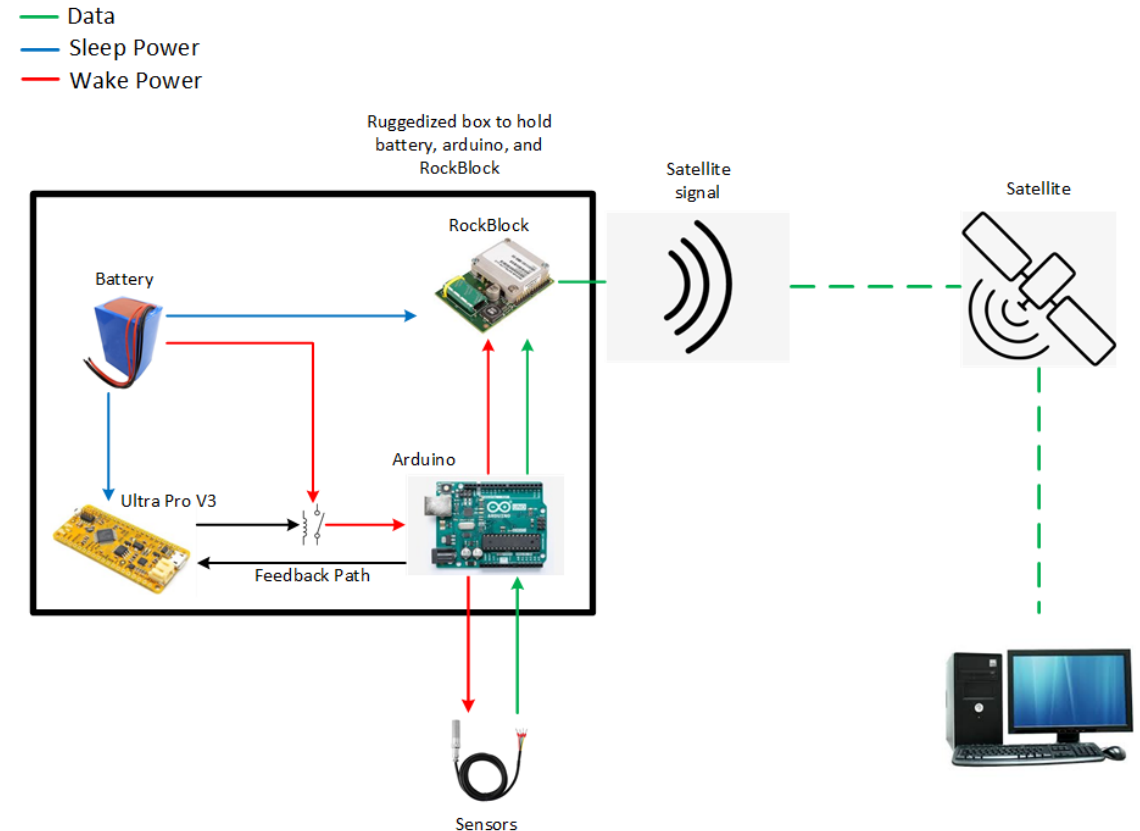 Data
Sleep Power
Wake Power
Ruggedized box to hold
battery, arduino, and
RockBlock
Satellite
signal
Satellite
RockBlock
Battery
Arduino
Ultra Pro V3
Feedback Path
Sensors